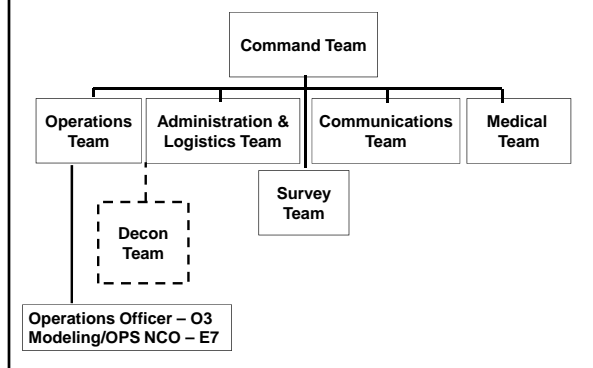 Command Team
Operations
Team
Administration &
Logistics Team
Communications
Team
Medical
Team
Survey
Team
Decon
Team
Operations Officer – O3
Modeling/OPS NCO – E7